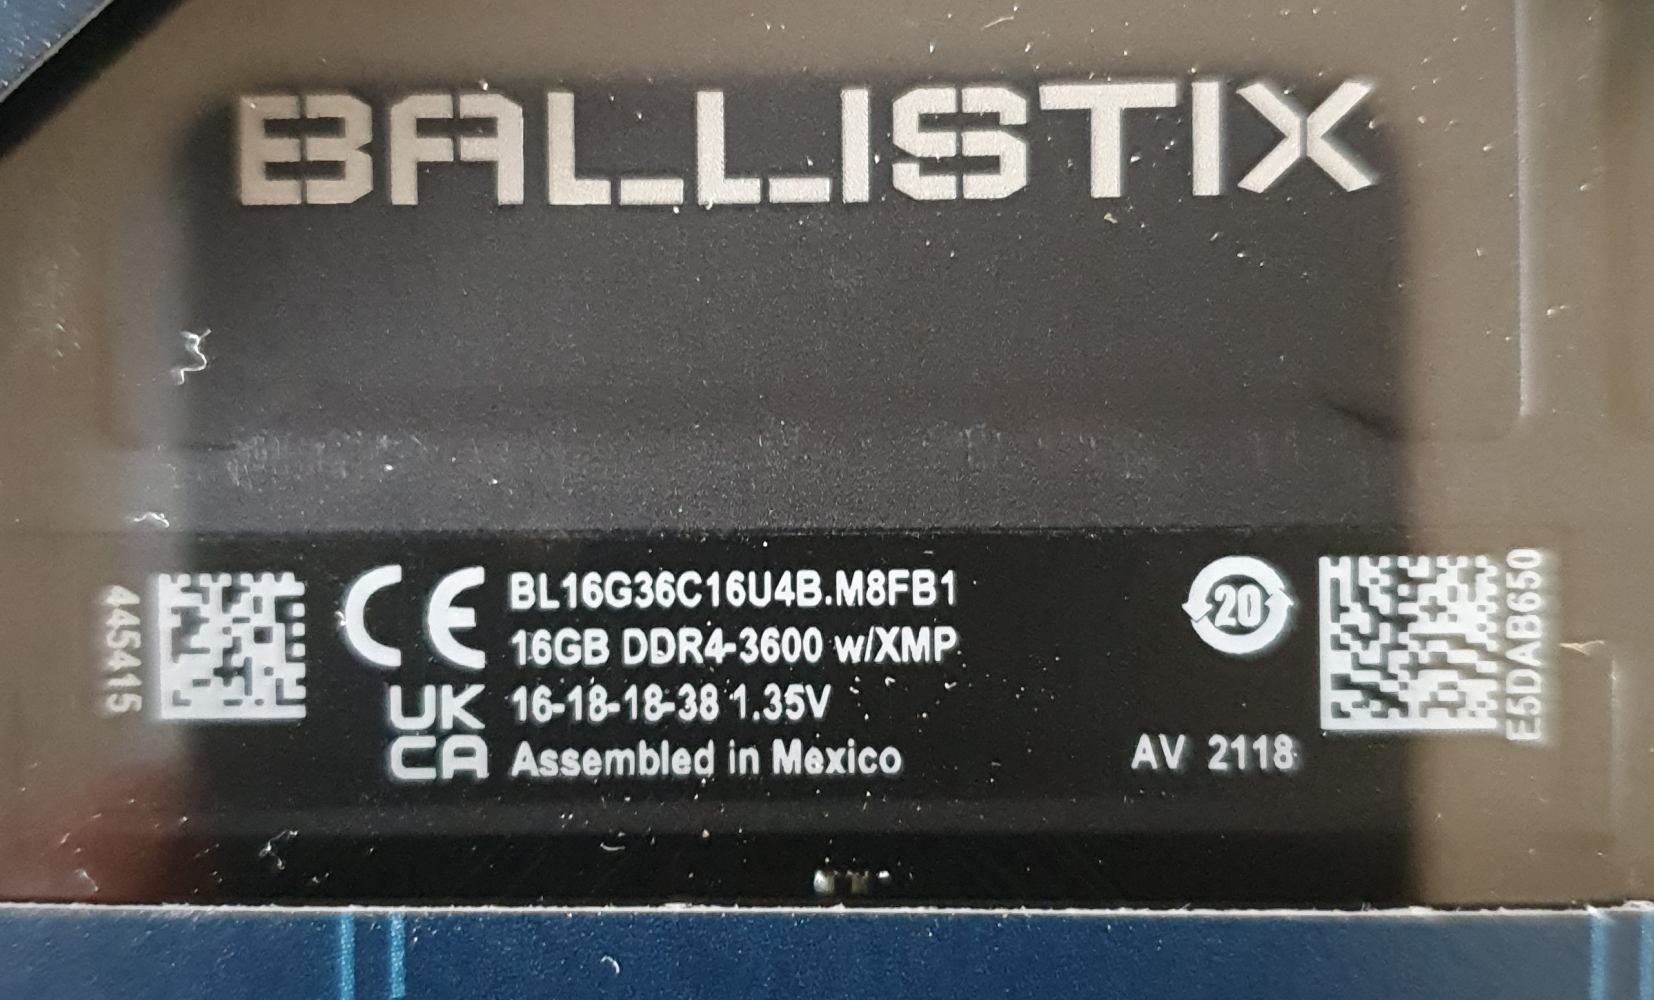 BALLISTIX
445415
CE
BL16G36C16U4B.M8FB1
16GB DDR4-3600 w/XMP
UK
CA
16-18-18-38 1.35V
Assembled in Mexico
20
AV 2118
E5DAB650